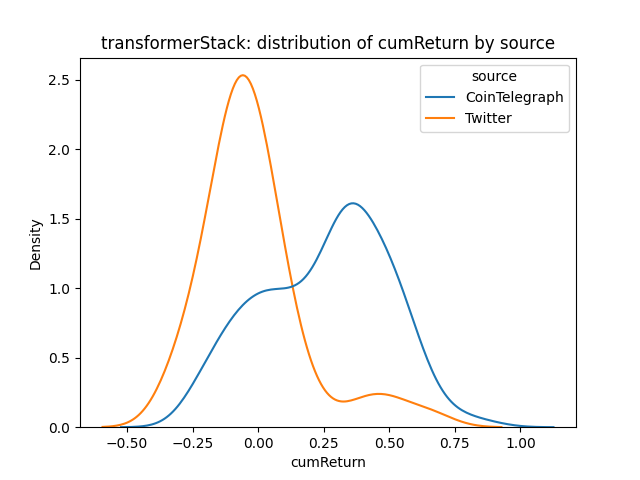 transformerStack: distribution of cumReturn by source
source
CoinTelegraph
Twitter
Density
2.5
2.0
1.5
1.0
0.5
0.0
−0.50 −0.25 0.00 0.25 0.50 0.75 1.00
cumReturn